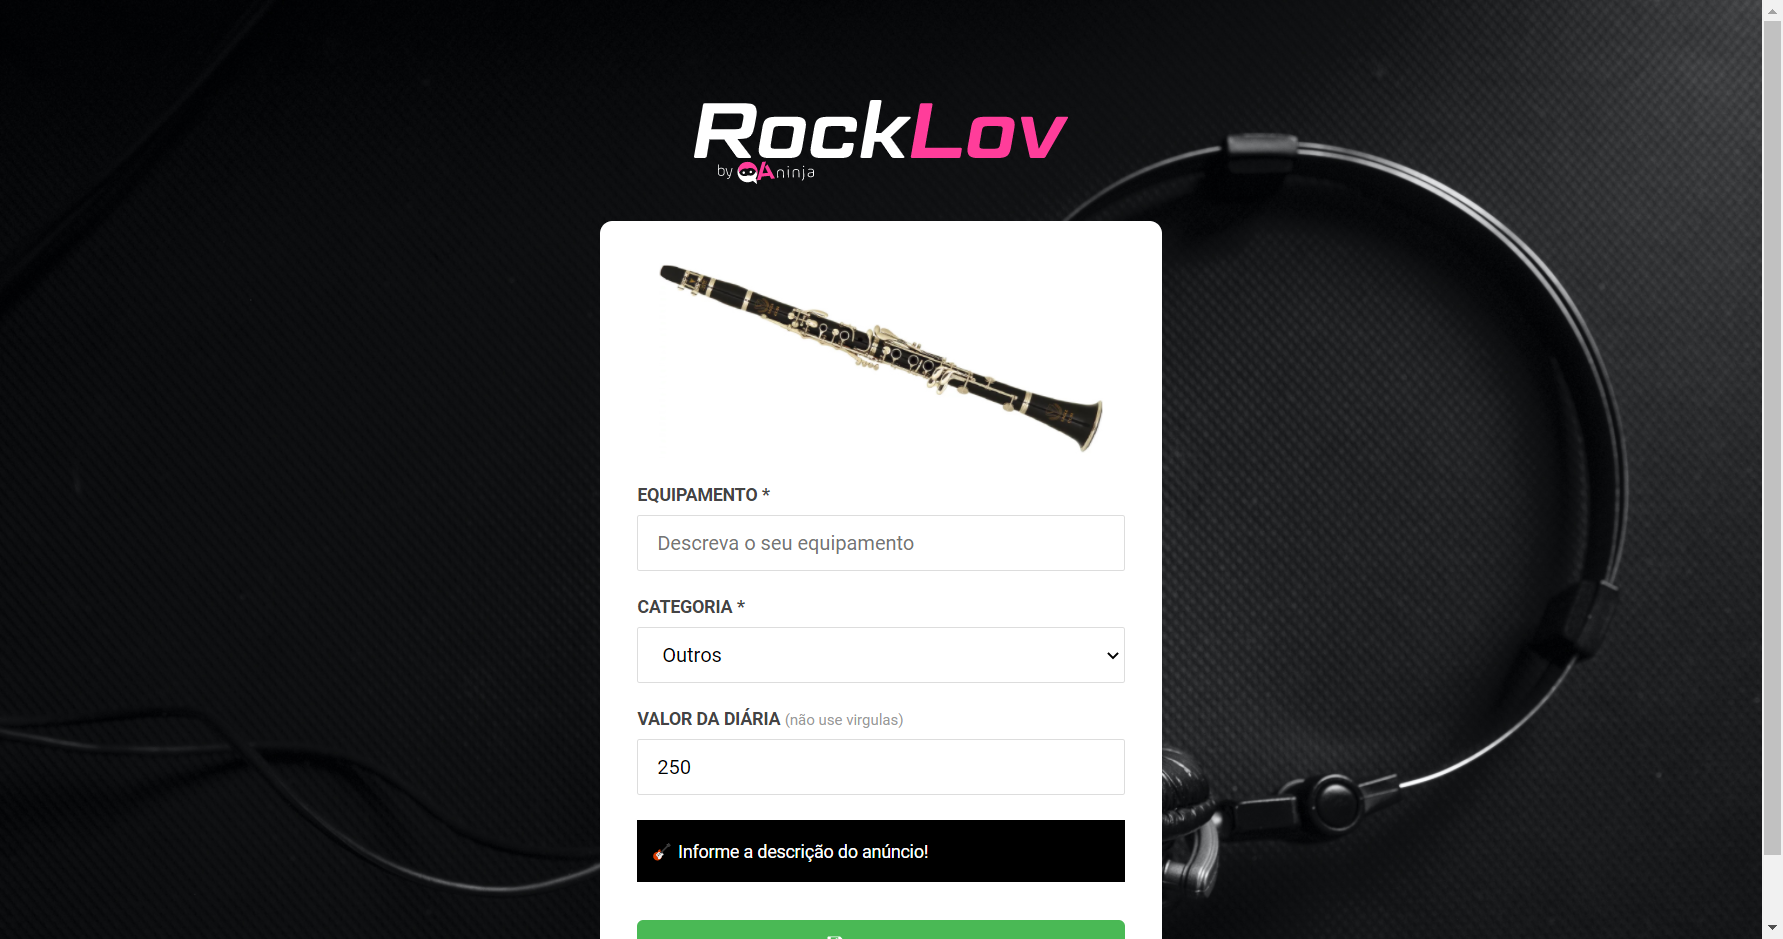 RockLov
by QAninja
EQUIPAMENTO *
Descreva o seu equipamento
CATEGORIA *
Outros
VALOR DA DIÁRIA (não use virgulas)
250
Informe a descrição do anúncio!